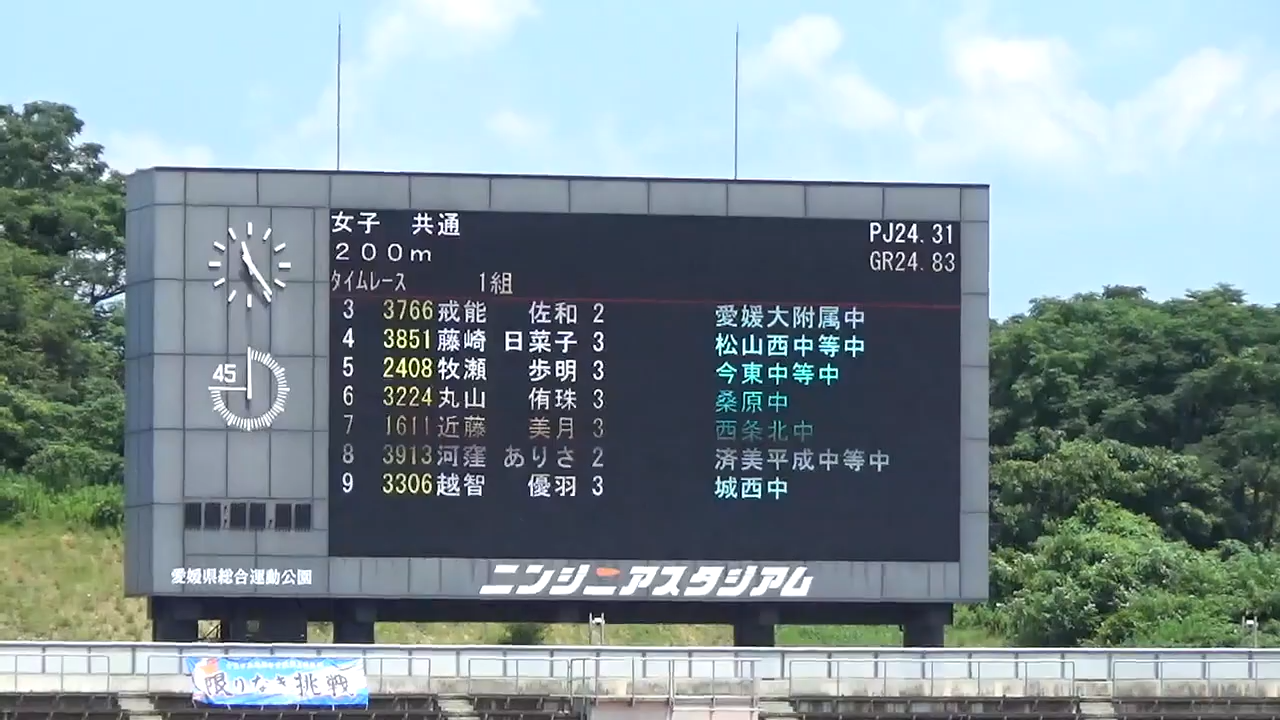 女子 共通
200m
PJ24.31
GR24.83
タイムレース 1組
3 3766 戒能 佐和 2 愛媛大附属中
4 3851 藤崎 日菜子 3 松山西中等中
5 2408 牧瀬 歩明 3 今東中等中
6 3224 丸山 侑珠 3 桑原中
7 1611 近藤 美月 3 西条北中
8 3913 河窪 ありさ 2 済美平成中等中
9 3306 越智 優羽 3 城西中
45
愛媛県総合運動公園
ニンジニアスタジアム
限りなき挑戦